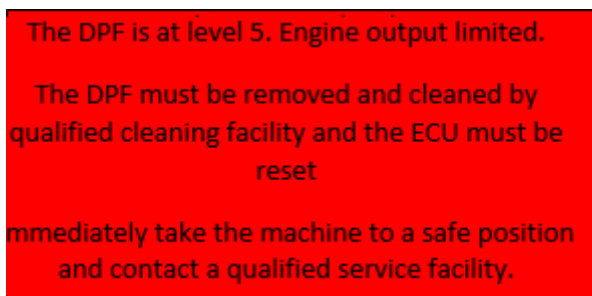 The DPF is at level 5. Engine output limited.
The DPF must be removed and cleaned by
qualified cleaning facility and the ECU must be
reset
mmediately take the machine to a safe position
and contact a qualified service facility.